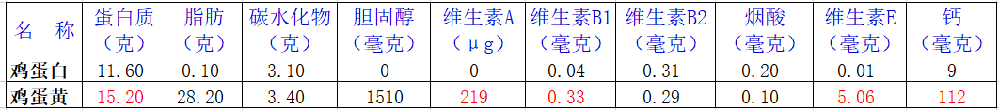 名 称 蛋白质（克） 脂肪（克） 碳水化物（克） 胆固醇（毫克） 维生素A（μg） 维生素B1（毫克） 维生素B2（毫克） 烟酸（毫克） 维生素E（毫克） 钙（毫克）
鸡蛋白 11.60 0.10 3.10 0 0 0.04 0.31 0.20 0.01 9
鸡蛋黄 15.20 28.20 3.40 1510 219 0.33 0.29 0.10 5.06 112